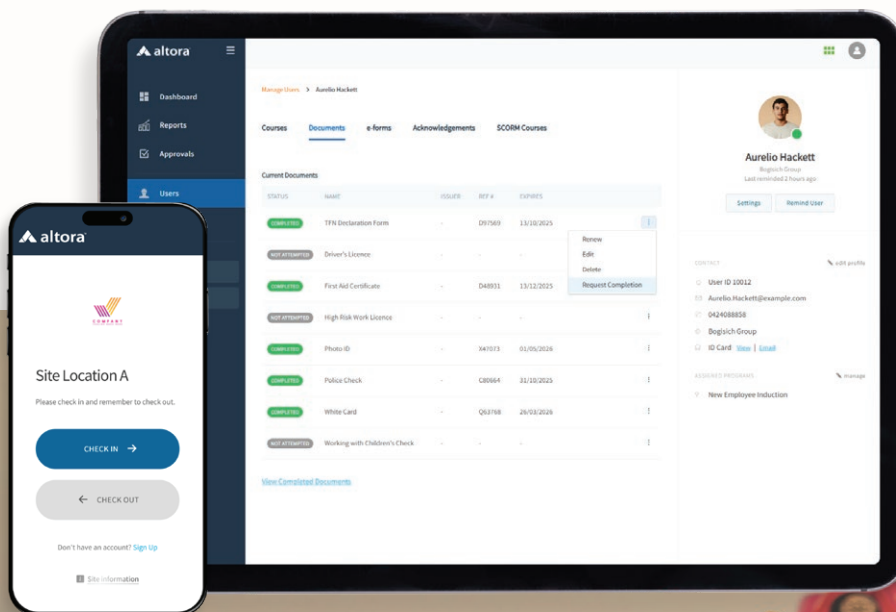 altora
Dashboard
Reports
Approvals
Users
Manage Users > Aurelio Hackett
Courses Documents e-forms Acknowledgements SCORM Courses
Current Documents
STATUS NAME ISSUER REF # EXPIRES
COMPLETED TFN Declaration Form - D97569 13/10/2025
Renew
Edit
Delete
Request Completion
NOT ATTEMPTED Driver's Licence - - -
COMPLETED First Aid Certificate - D48931 13/12/2025
NOT ATTEMPTED High Risk Work Licence - - -
COMPLETED Photo ID - X47073 01/05/2026
COMPLETED Police Check - C80664 31/10/2025
COMPLETED White Card - Q63768 26/03/2026
NOT ATTEMPTED Working with Children's Check - - -
View Completed Documents
Aurelio Hackett
Bogisich Group
Last reminded 2 hours ago
Settings Remind User
CONTACT edit profile
User ID 10012
Aurelio.Hackett@example.com
0424088858
Bogisich Group
ID Card View | Email
ASSIGNED PROGRAMS manage
New Employee Induction
altora
COMPANY
Site Location A
Please check in and remember to check out.
CHECK IN →
← CHECK OUT
Don't have an account? Sign Up
Site information